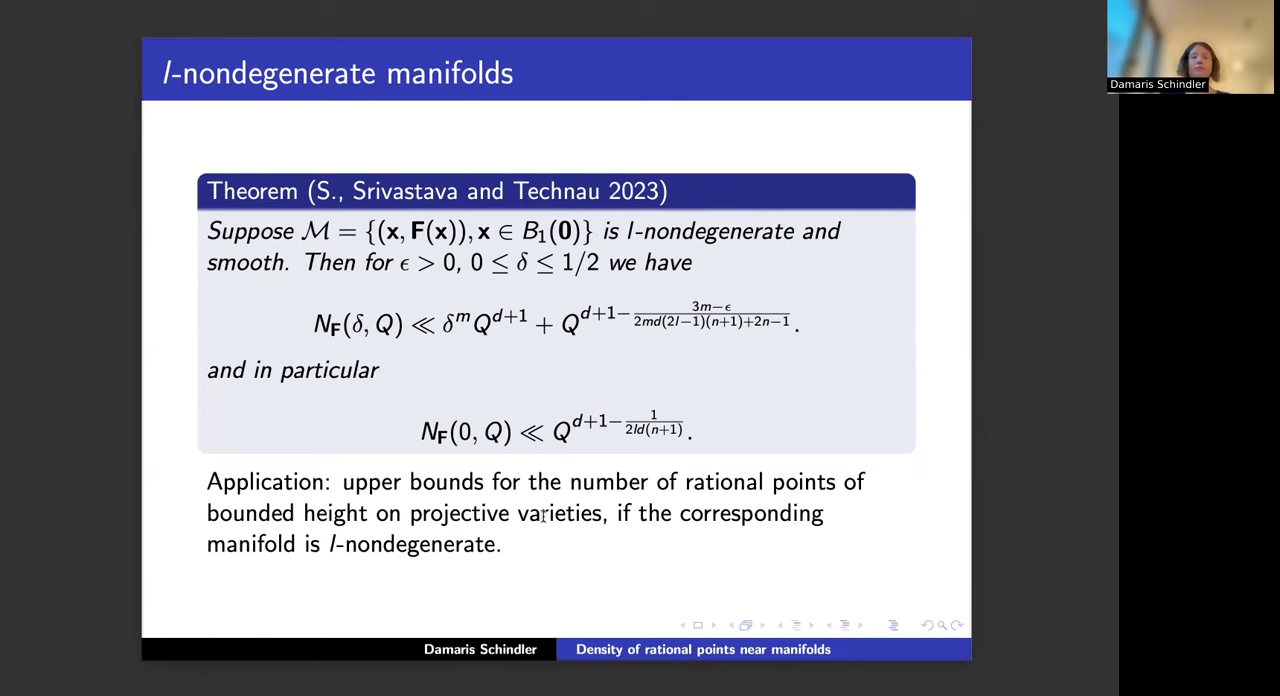 l-nondegenerate manifolds
Damaris Schindler
Theorem (S., Srivastava and Technau 2023)
Suppose ℳ = {(x, F(x)), x ∈ B₁(0)} is l-nondegenerate and
smooth. Then for ϵ > 0, 0 ≤ δ ≤ 1/2 we have
N_F(δ, Q) ≪ δ^m Q^{d+1} + Q^{d+1−\frac{3m−ϵ}{2md(2l−1)(n+1)+2n−1}}.
and in particular
N_F(0, Q) ≪ Q^{d+1−\frac{1}{2ld(n+1)}}.
Application: upper bounds for the number of rational points of
bounded height on projective varieties, if the corresponding
manifold is l-nondegenerate.
Damaris Schindler
Density of rational points near manifolds